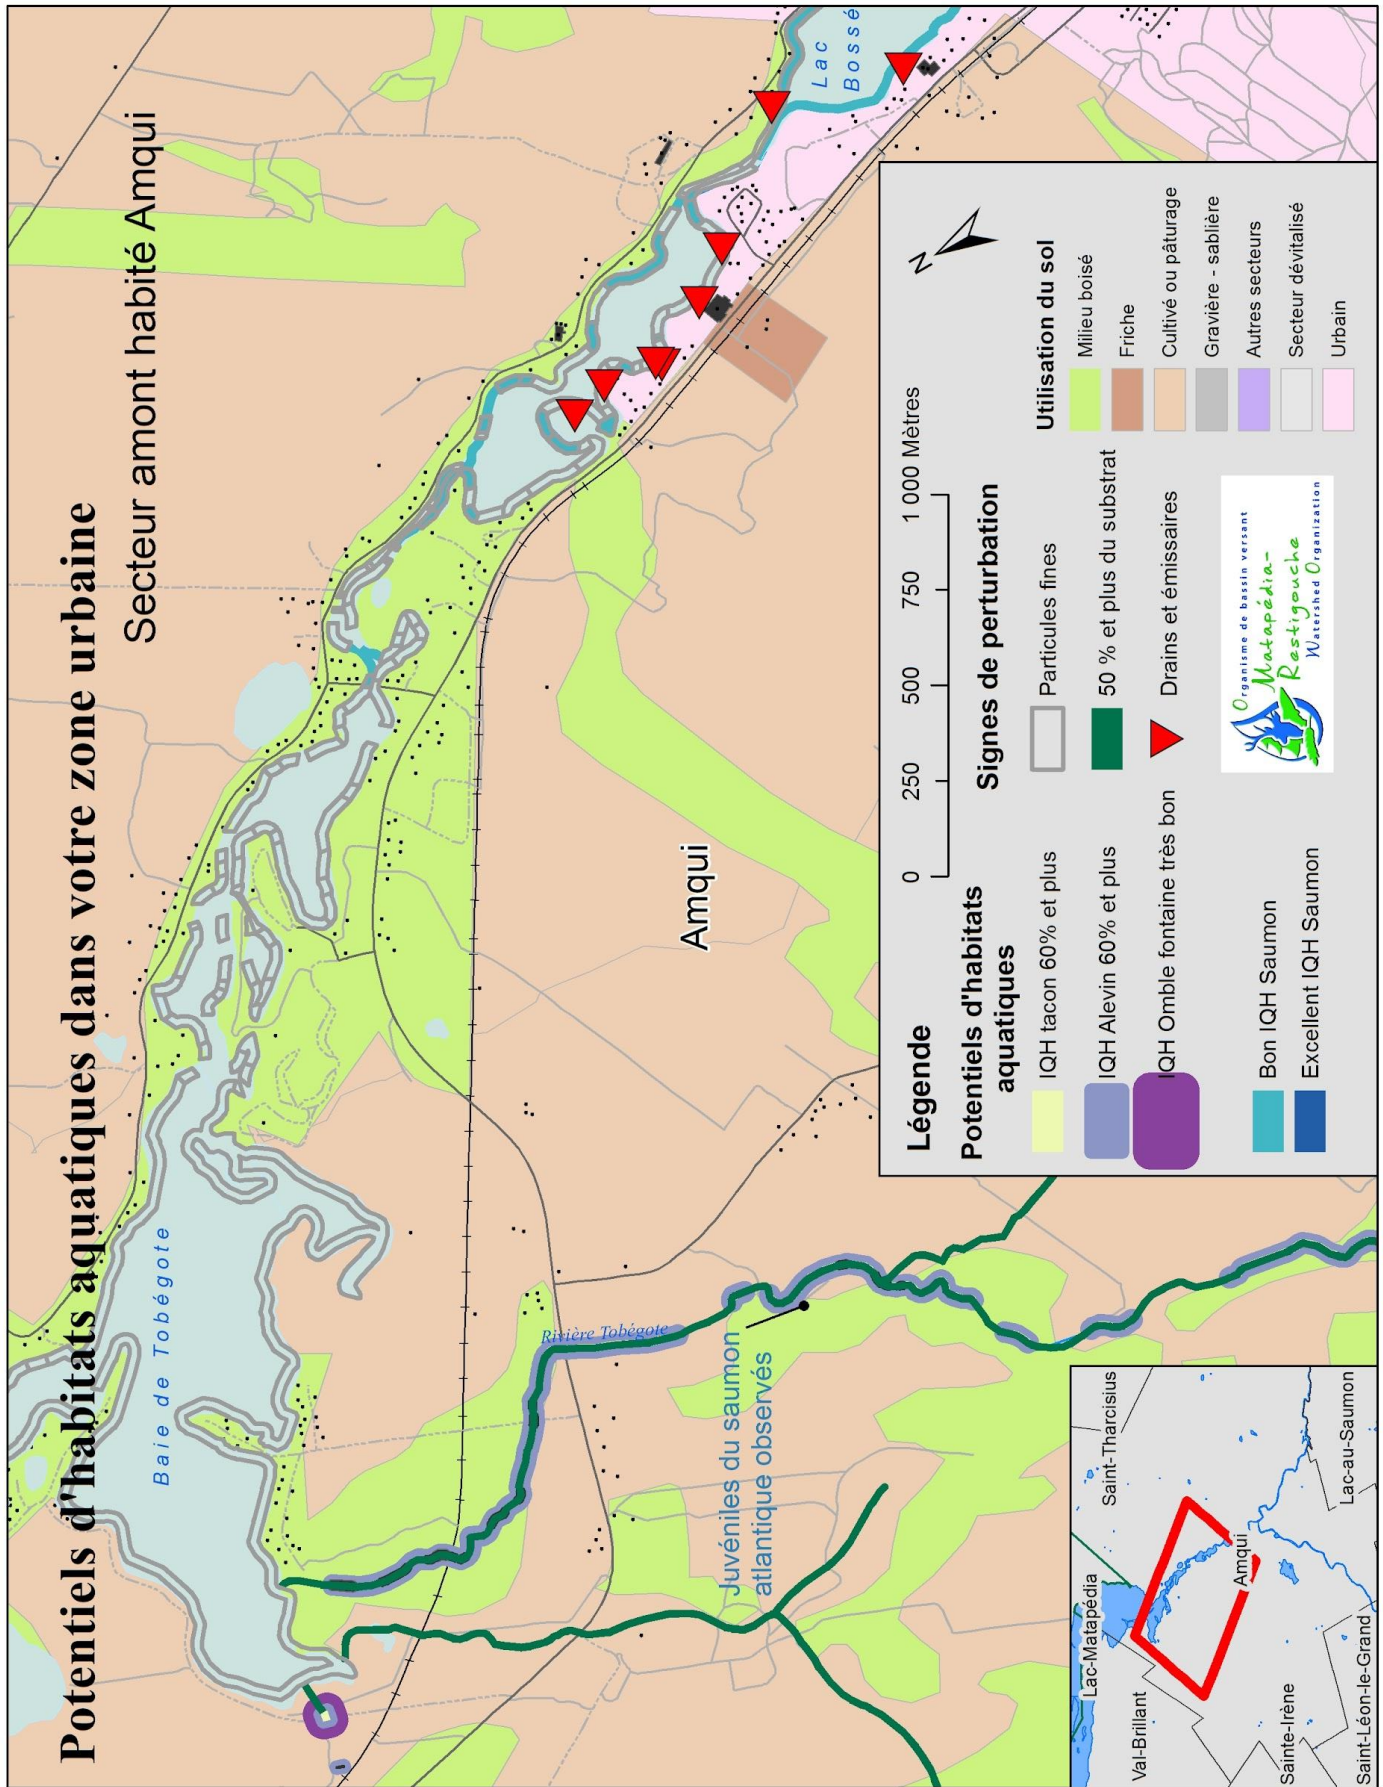 Potentiels d'habitats aquatiques dans votre zone urbaine
Secteur amont habité Amqui
Baie de Tobégote
Lac
Bossé
Amqui
Rivière Tobégote
Juvéniles du saumon
atlantique observés
Légende
Potentiels d'habitats
aquatiques
IQH tacon 60% et plus
IQH Alevin 60% et plus
IQH Omble fontaine très bon
Bon IQH Saumon
Excellent IQH Saumon
0 250 500 750 1 000 Mètres
Signes de perturbation
Particules fines
50 % et plus du substrat
Drains et émissaires
Organisme de bassin versant
Matapédia-
Restigouche
Watershed Organization
N
Utilisation du sol
Milieu boisé
Friche
Cultivé ou pâturage
Gravière - sablière
Autres secteurs
Secteur dévitalisé
Urbain
Lac-Matapédia
Saint-Tharcisius
Val-Brillant
Amqui
Sainte-Irène
Lac-au-Saumon
Saint-Léon-le-Grand